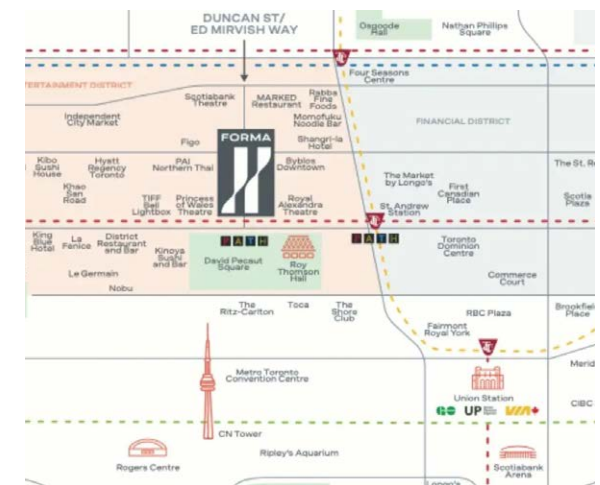 DUNCAN ST/
ED MIRVISH WAY
Osgoode
Hall
Nathan Phillips
Square
Four Seasons
Centre
ERTAINMENT DISTRICT
Scotiabank
Theatre
MARKED
Restaurant
Rabba
Fine
Foods
Independent
City Market
Momofuku
Noodle Bar
FINANCIAL DISTRICT
Figo
FORMA
Shangri-la
Hotel
Kibo
Sushi
House
Hyatt
Regency
Toronto
PAI
Northern Thai
Byblos
Downtown
The St. Re
The Market
by Longo's
Khao
San
Road
First
Canadian
Place
TIFF
Bell
Lightbox
Princess
of Wales
Theatre
Royal
Alexandra
Theatre
St. Andrew
Station
Scotia
Plaza
King
Blue
Hotel
La
Fenice
District
Restaurant
and Bar
Kinoya
Sushi
and Bar
PATH
PATH
David Pecaut
Square
Roy
Thomson
Hall
Toronto
Dominion
Centre
Le Germain
Commerce
Court
Nobu
The
Ritz-Carlton
Toca
The
Shore
Club
RBC Plaza
Brookfie
Place
Fairmont
Royal York
Metro Toronto
Convention Centre
Merid
Union Station
GO
UP
VIA
CIBC
CN Tower
Rogers Centre
Ripley's Aquarium
Scotiabank
Arena
Longo's